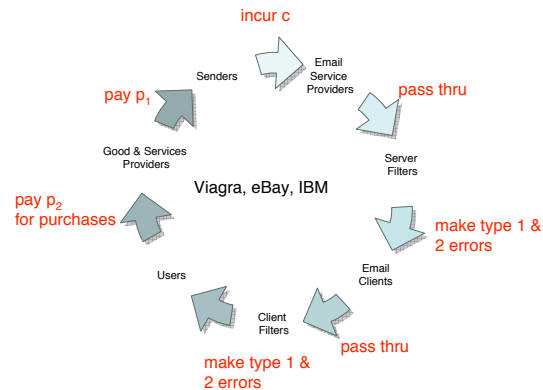 incur c
Senders
Email
Service
Providers
pass thru
Server
Filters
make type 1 &
2 errors
Email
Clients
pass thru
Client
Filters
make type 1 &
2 errors
Users
pay p2
for purchases
Good & Services
Providers
pay p1
Viagra, eBay, IBM